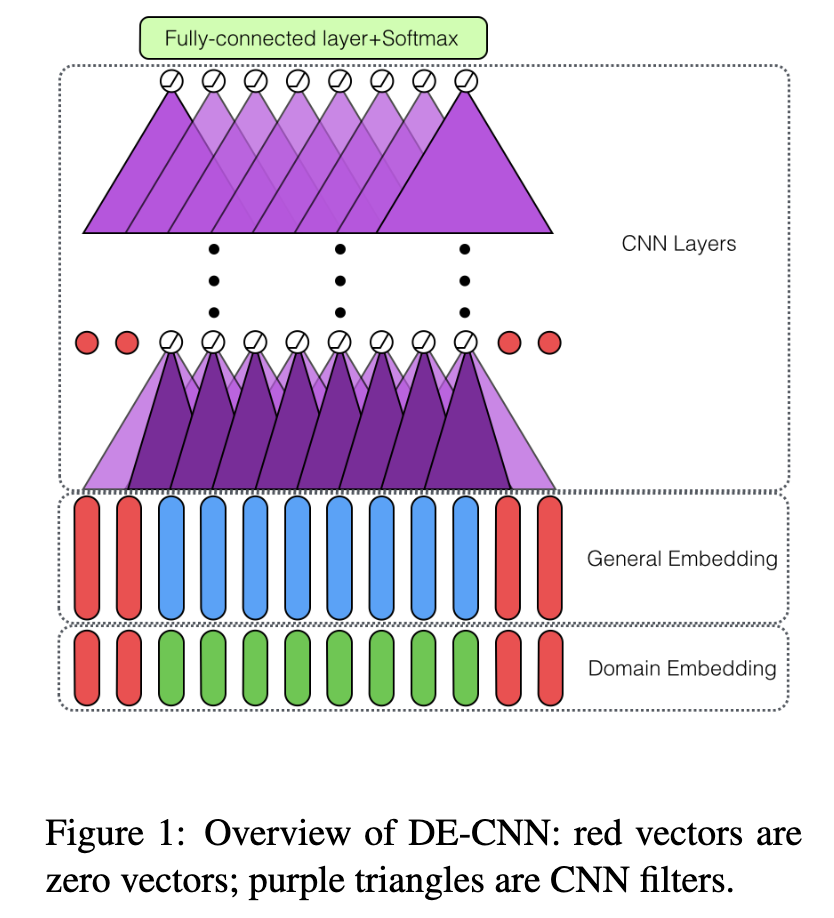 Fully-connected layer+Softmax
CNN Layers
General Embedding
Domain Embedding
Figure 1: Overview of DE-CNN: red vectors are
zero vectors; purple triangles are CNN filters.